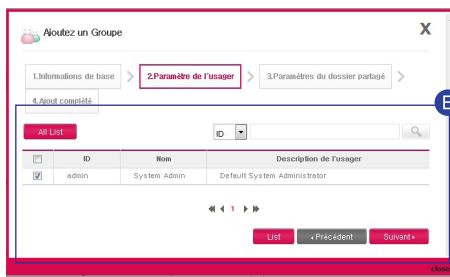 Ajoutez un Groupe X
1.Informations de base > 2.Paramètre de l'usager > 3.Paramètres du dossier partagé >
4.Ajout complété
E
All List ID
ID Nom Description de l'usager
admin System Admin Default System Administrator
1
List Précédent Suivant
close